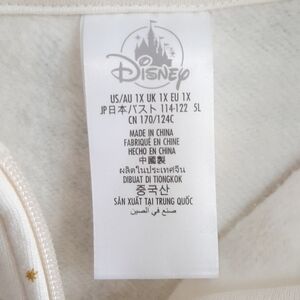 Disney
US/AU 1X UK 1X EU 1X
JP日本バスト 114-122 5L
CN 170/124C
MADE IN CHINA
FABRIQUÉ EN CHINE
HECHO EN CHINA
中國製
ผลิตในประเทศจีน
DIBUAT DI TIONGKOK
중국산
SẢN XUẤT TẠI TRUNG QUỐC
صنع في الصين